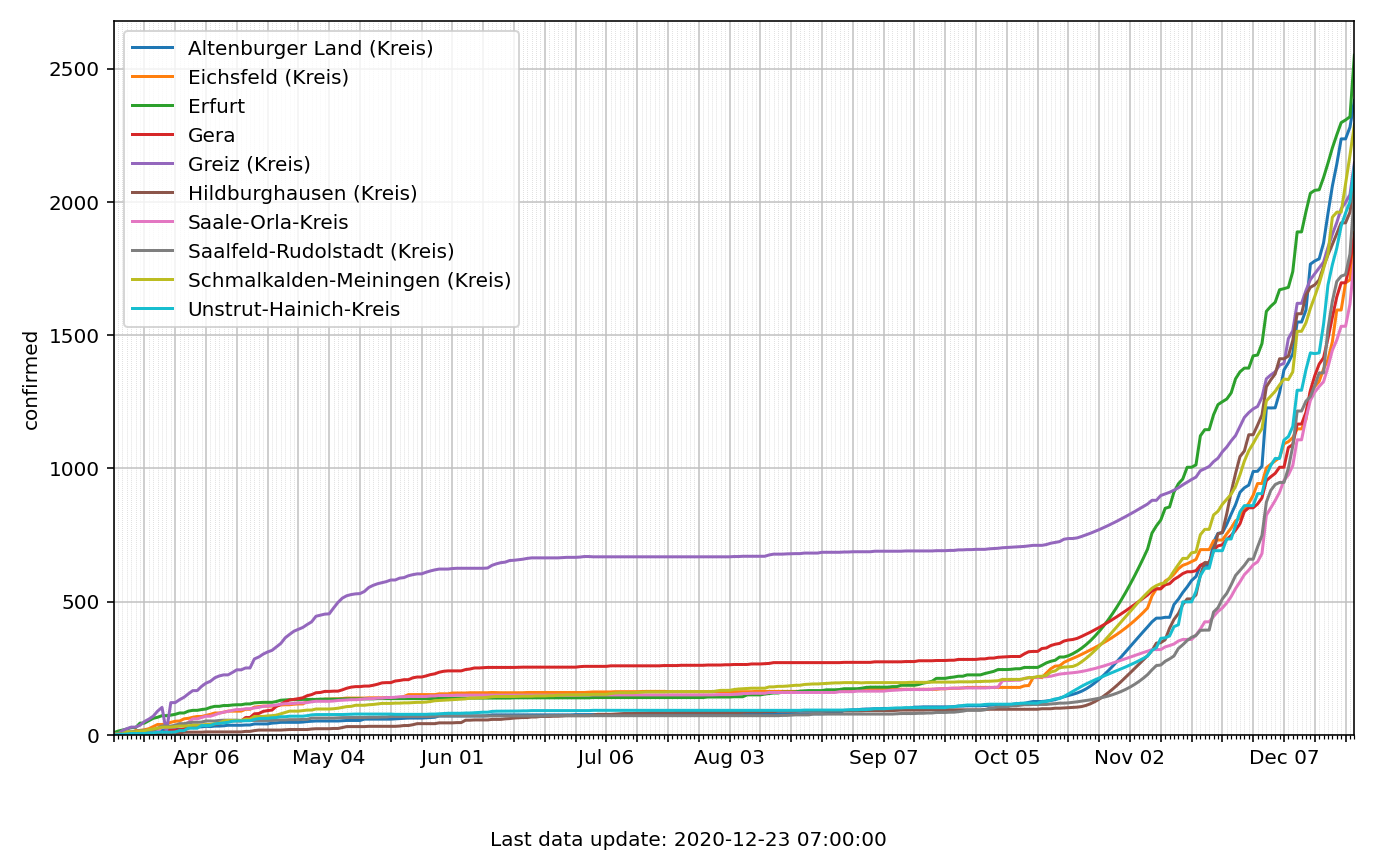 Altenburger Land (Kreis)
Eichsfeld (Kreis)
Erfurt
Gera
Greiz (Kreis)
Hildburghausen (Kreis)
Saale-Orla-Kreis
Saalfeld-Rudolstadt (Kreis)
Schmalkalden-Meiningen (Kreis)
Unstrut-Hainich-Kreis
confirmed
2500
2000
1500
1000
500
0
Apr 06 May 04 Jun 01 Jul 06 Aug 03 Sep 07 Oct 05 Nov 02 Dec 07
Last data update: 2020-12-23 07:00:00